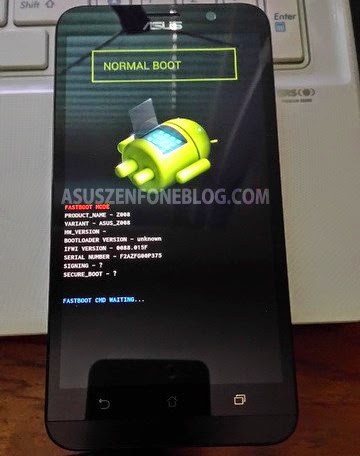 Shift
Enter
ASUS
NORMAL BOOT
ASUSZENFONEBLOG.COM
FASTBOOT MODE
PRODUCT_NAME - Z008
VARIANT - ASUS_Z008
HW_VERSION -
BOOTLOADER VERSION - unknown
IFWI VERSION - 0088.015F
SERIAL NUMBER - F2AZFG00P375
SIGNING - ?
SECURE_BOOT - ?
FASTBOOT CMD WAITING...